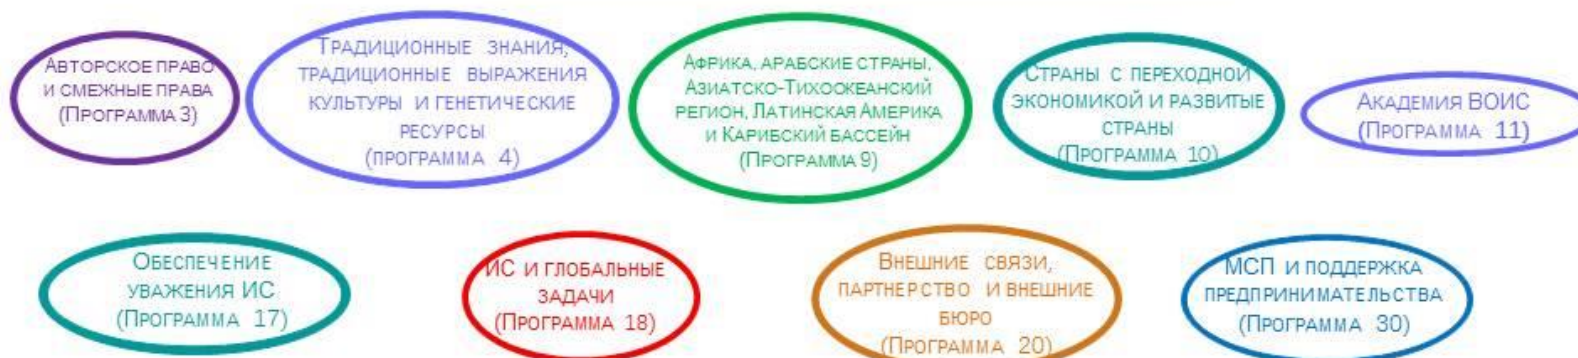 Авторское право
и смежные права
(Программа 3)
Традиционные знания,
традиционные выражения
культуры и генетические
ресурсы
(программа 4)
Африка, арабские страны,
Азиатско-Тихоокеанский
регион, Латинская Америка
и Карибский бассейн
(Программа 9)
Страны с переходной
экономикой и развитые
страны
(Программа 10)
Академия ВОИС
(Программа 11)
Обеспечение
уважения ИС
(Программа 17)
ИС и глобальные
задачи
(Программа 18)
Внешние связи,
партнерство и внешние
бюро
(Программа 20)
МСП и поддержка
предпринимательства
(Программа 30)